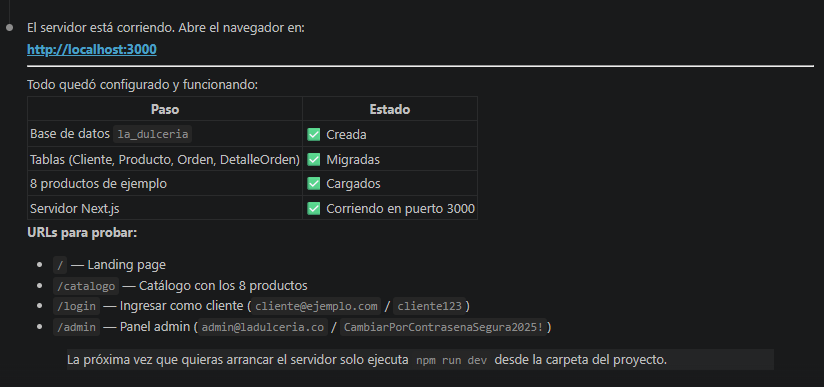 El servidor está corriendo. Abre el navegador en:
http://localhost:3000
Todo quedó configurado y funcionando:
Paso Estado
Base de datos la_dulceria ✅ Creada
Tablas (Cliente, Producto, Orden, DetalleOrden) ✅ Migradas
8 productos de ejemplo ✅ Cargados
Servidor Next.js ✅ Corriendo en puerto 3000
URLs para probar:
• / — Landing page
• /catalogo — Catálogo con los 8 productos
• /login — Ingresar como cliente ( cliente@ejemplo.com / cliente123 )
• /admin — Panel admin ( admin@ladulceria.co / CambiarPorContrasenaSegura2025! )
La próxima vez que quieras arrancar el servidor solo ejecuta npm run dev desde la carpeta del proyecto.